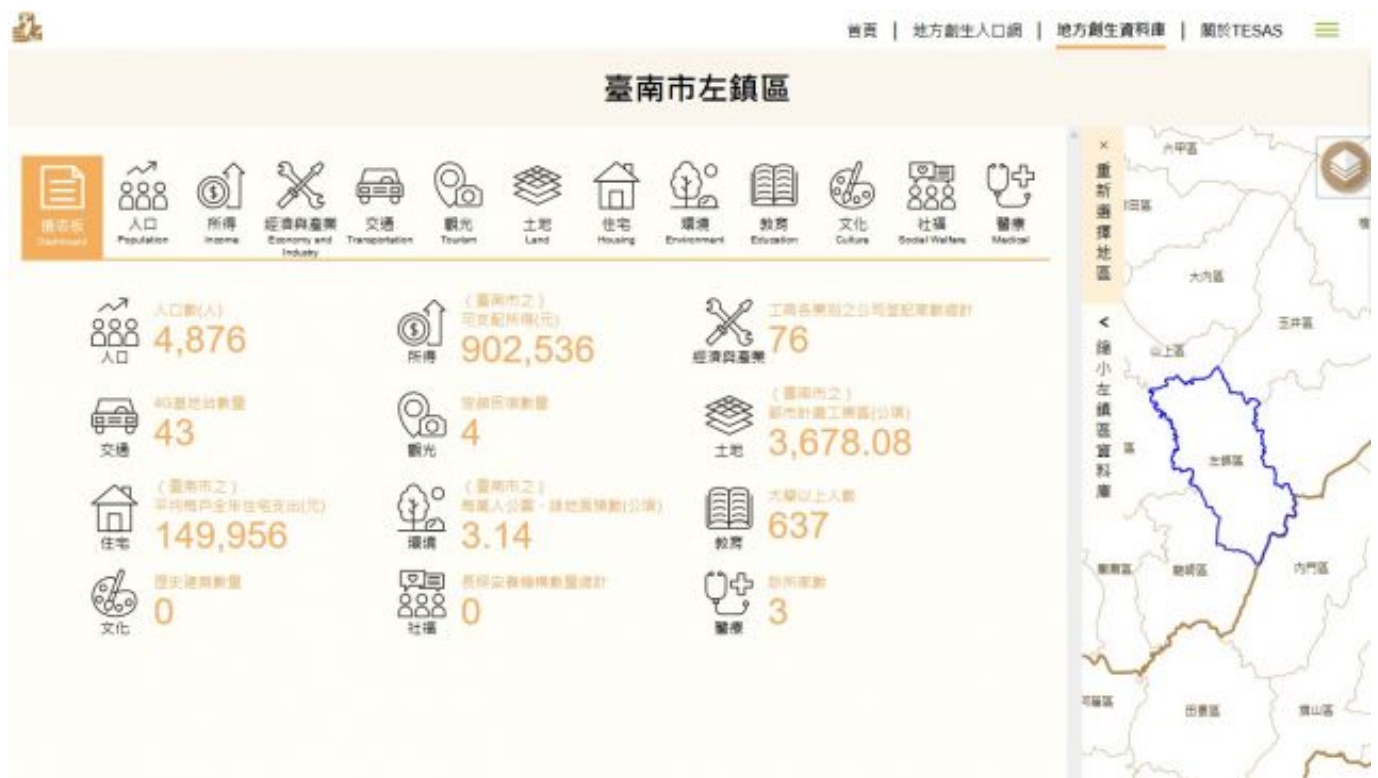 首頁 | 地方創生入口網 | 地方創生資料庫 | 關於TESAS
臺南市左鎮區
儀表板
Dashboard
人口
Population
所得
Income
經濟與產業
Economy and Industry
交通
Transportation
觀光
Tourism
土地
Land
住宅
Housing
環境
Environment
教育
Education
文化
Culture
社福
Social Welfare
醫療
Medical
人口
人口數(人)
4,876
所得
(臺南市之)
可支配所得(元)
902,536
經濟與產業
工商各業別之公司登記家數總計
76
交通
4G基地台數量
43
觀光
4
土地
(臺南市之)
都市計畫工業區(公頃)
3,678.08
住宅
(臺南市之)
平均每戶全年住宅支出(元)
149,956
環境
(臺南市之)
每萬人公園、綠地面積數(公頃)
3.14
教育
大學以上人數
637
文化
歷史建築數量
0
社福
長照安養機構數量總計
0
醫療
診所家數
3
× 重新選擇地區
< 縮小左鎮區資料庫
六甲區
大內區
玉井區
山上區
左鎮區
龍崎區
內門區
田寮區
旗山區